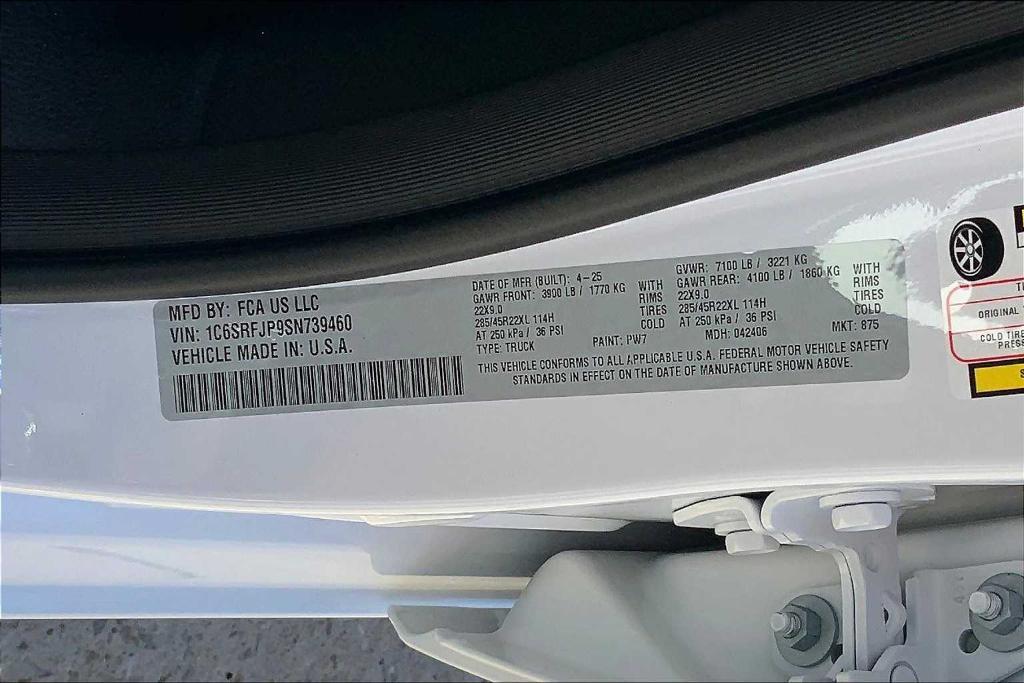 MFD BY: FCA US LLC
VIN: 1C6SRFJP9SN739460
VEHICLE MADE IN: U.S.A.
DATE OF MFR (BUILT): 4-25
GAWR FRONT: 3900 LB / 1770 KG WITH
22X9.0 RIMS
285/45R22XL 114H TIRES
AT 250 kPa / 36 PSI COLD
TYPE: TRUCK PAINT: PW7
GVWR: 7100 LB / 3221 KG
GAWR REAR: 4100 LB / 1860 KG WITH
22X9.0 RIMS
285/45R22XL 114H TIRES
AT 250 kPa / 36 PSI COLD
MDH: 042406 MKT: 875
THIS VEHICLE CONFORMS TO ALL APPLICABLE U.S.A. FEDERAL MOTOR VEHICLE SAFETY
STANDARDS IN EFFECT ON THE DATE OF MANUFACTURE SHOWN ABOVE.
ORIGINAL
COLD TIRE